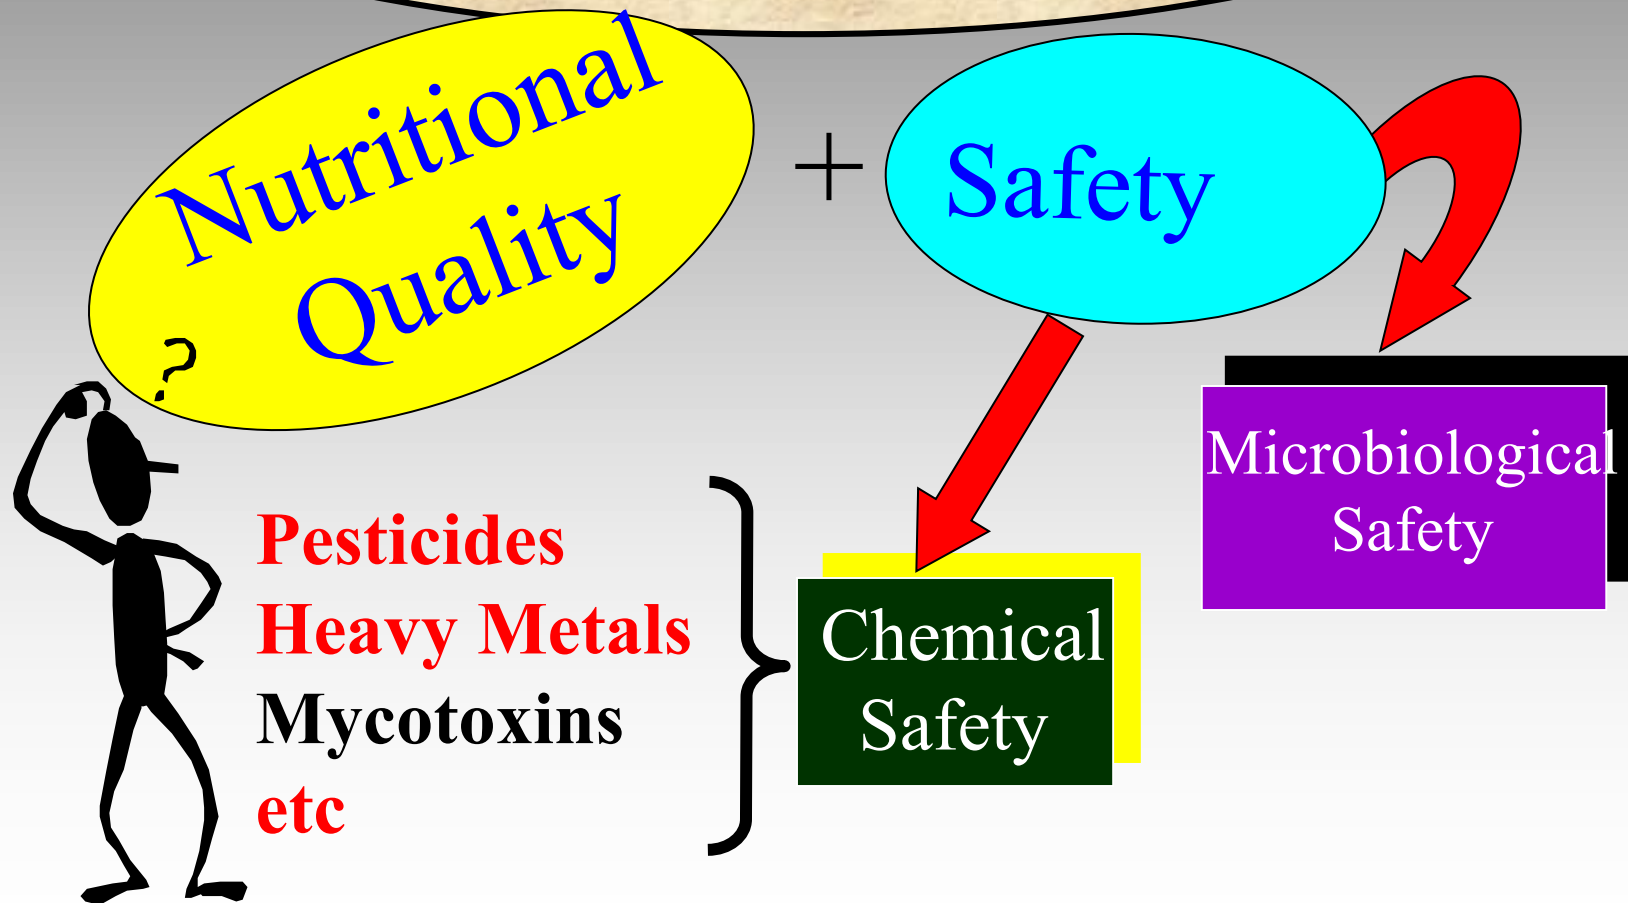 Nutritional
Quality
+
Safety
?
Microbiological
Safety
Pesticides
Heavy Metals
Mycotoxins
etc
Chemical
Safety